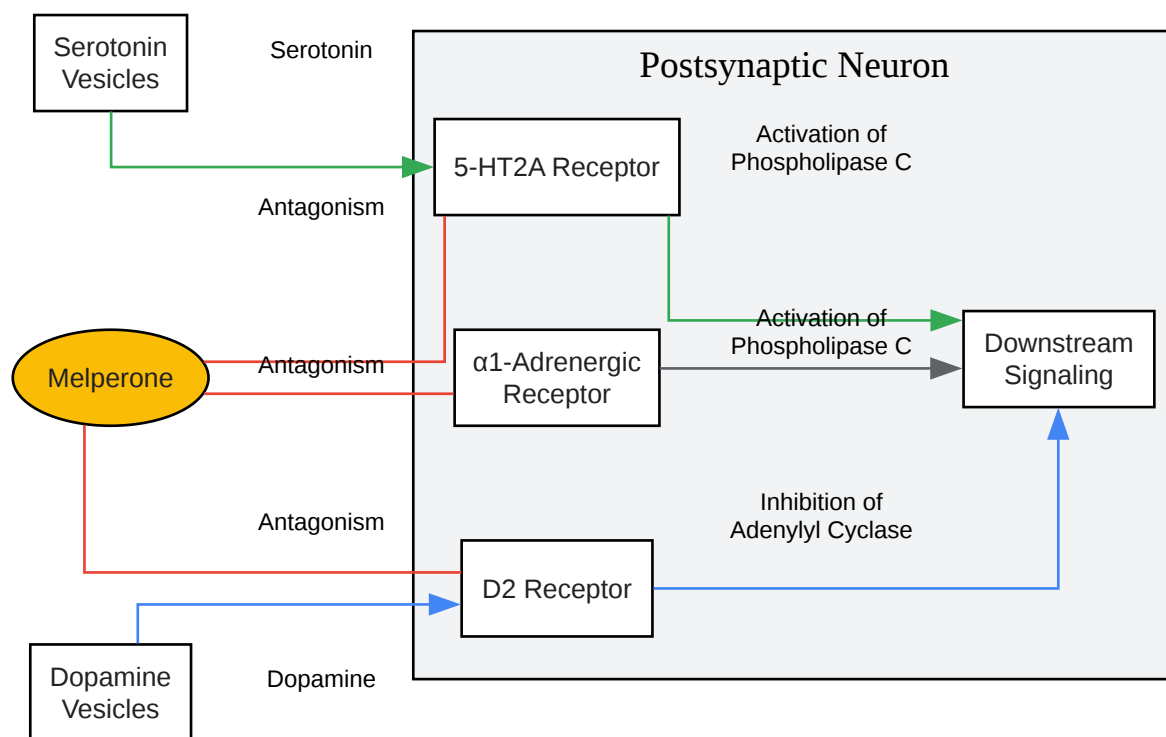 Serotonin
Vesicles
Serotonin
Postsynaptic Neuron
5-HT2A Receptor
Activation of
Phospholipase C
Antagonism
Melperone
Antagonism
α1-Adrenergic
Receptor
Activation of
Phospholipase C
Downstream
Signaling
Antagonism
Inhibition of
Adenylyl Cyclase
D2 Receptor
Dopamine
Vesicles
Dopamine